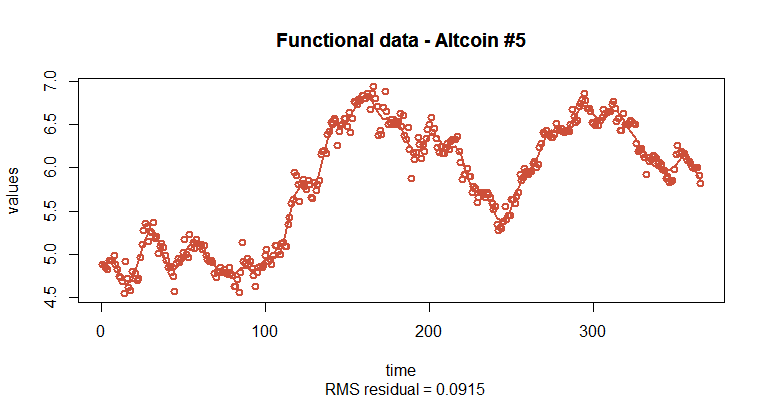 Functional data - Altcoin #5
7.0
6.5
6.0
5.5
5.0
4.5
values
0 100 200 300
time
RMS residual = 0.0915